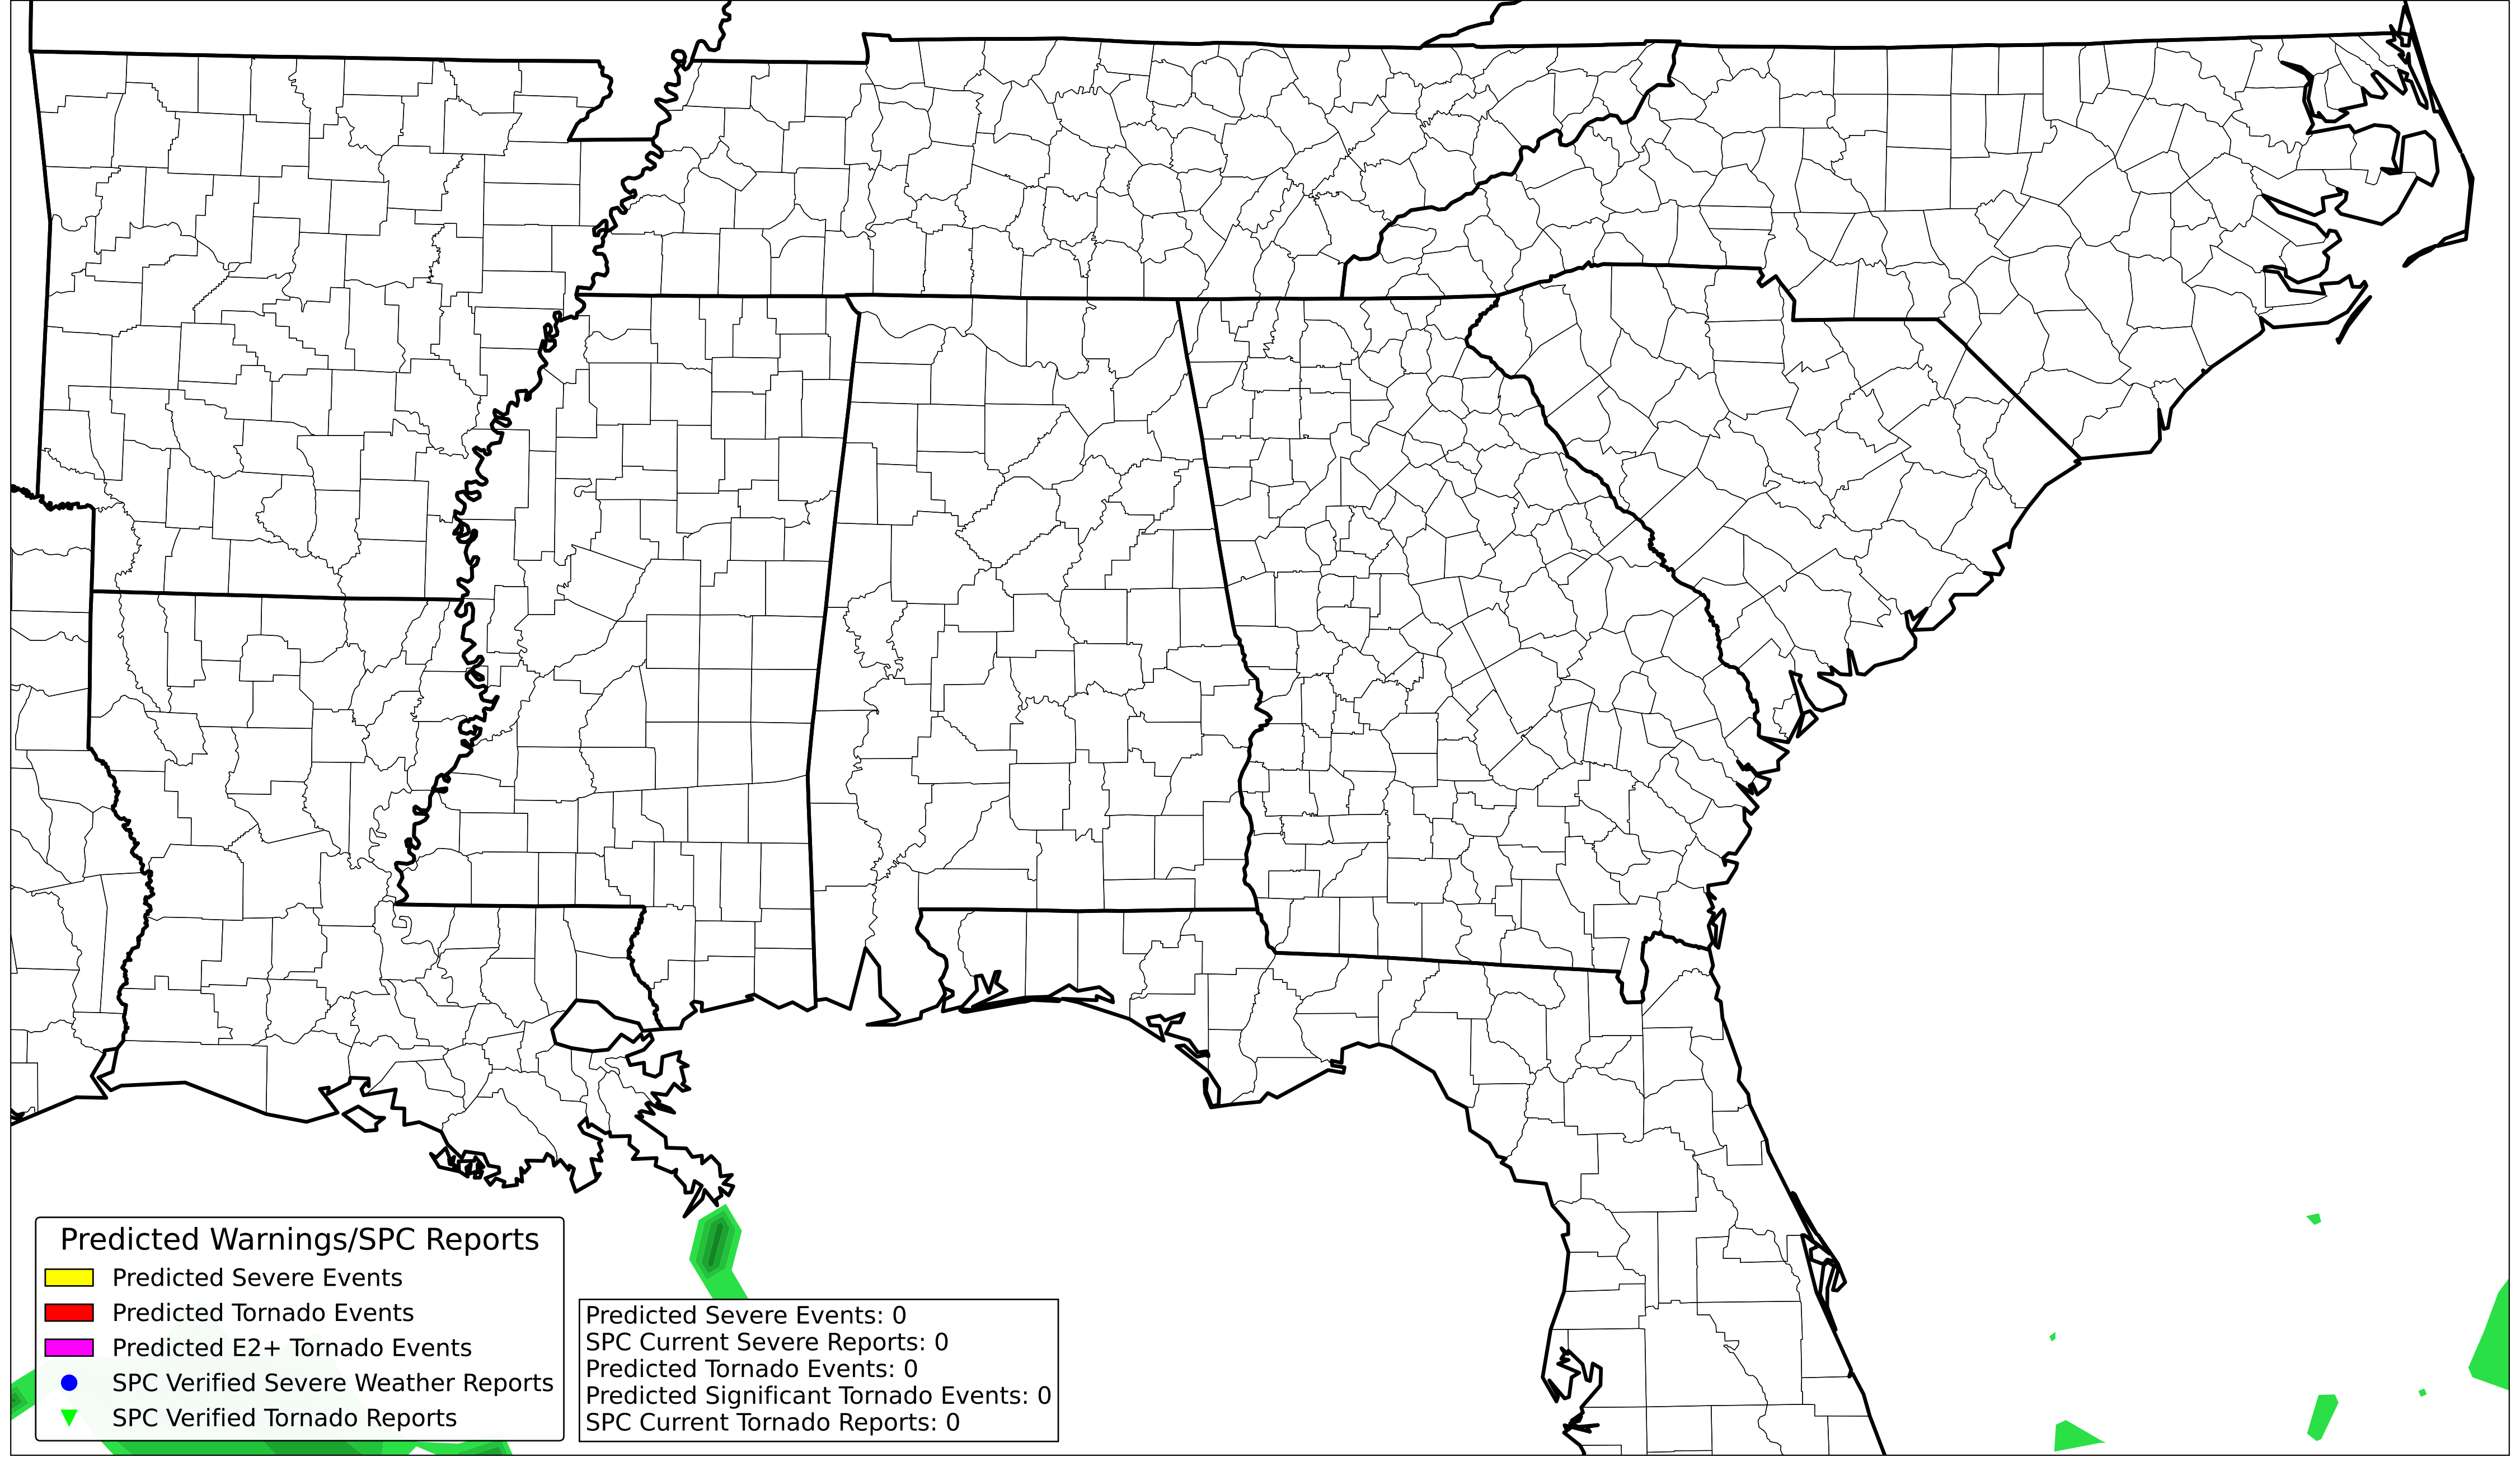 Predicted Warnings/SPC Reports
Predicted Severe Events
Predicted Tornado Events
Predicted E2+ Tornado Events
SPC Verified Severe Weather Reports
SPC Verified Tornado Reports
Predicted Severe Events: 0
SPC Current Severe Reports: 0
Predicted Tornado Events: 0
Predicted Significant Tornado Events: 0
SPC Current Tornado Reports: 0